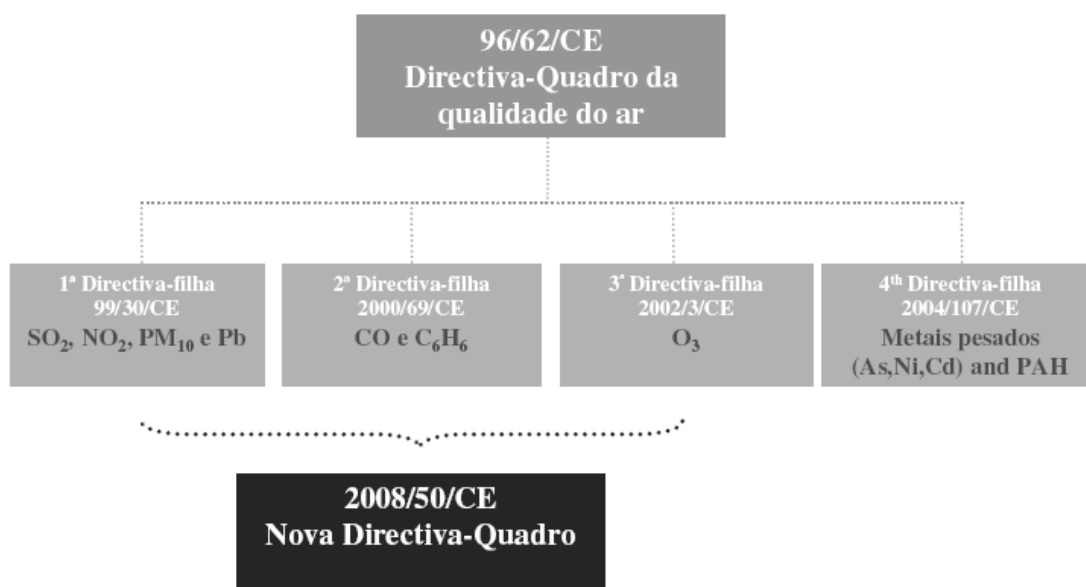 96/62/CE
Directiva-Quadro da
qualidade do ar
1ª Directiva-filha
99/30/CE
SO₂, NO₂, PM₁₀ e Pb
2ª Directiva-filha
2000/69/CE
CO e C₆H₆
3ª Directiva-filha
2002/3/CE
O₃
4ᵗʰ Directiva-filha
2004/107/CE
Metais pesados
(As,Ni,Cd) and PAH
2008/50/CE
Nova Directiva-Quadro